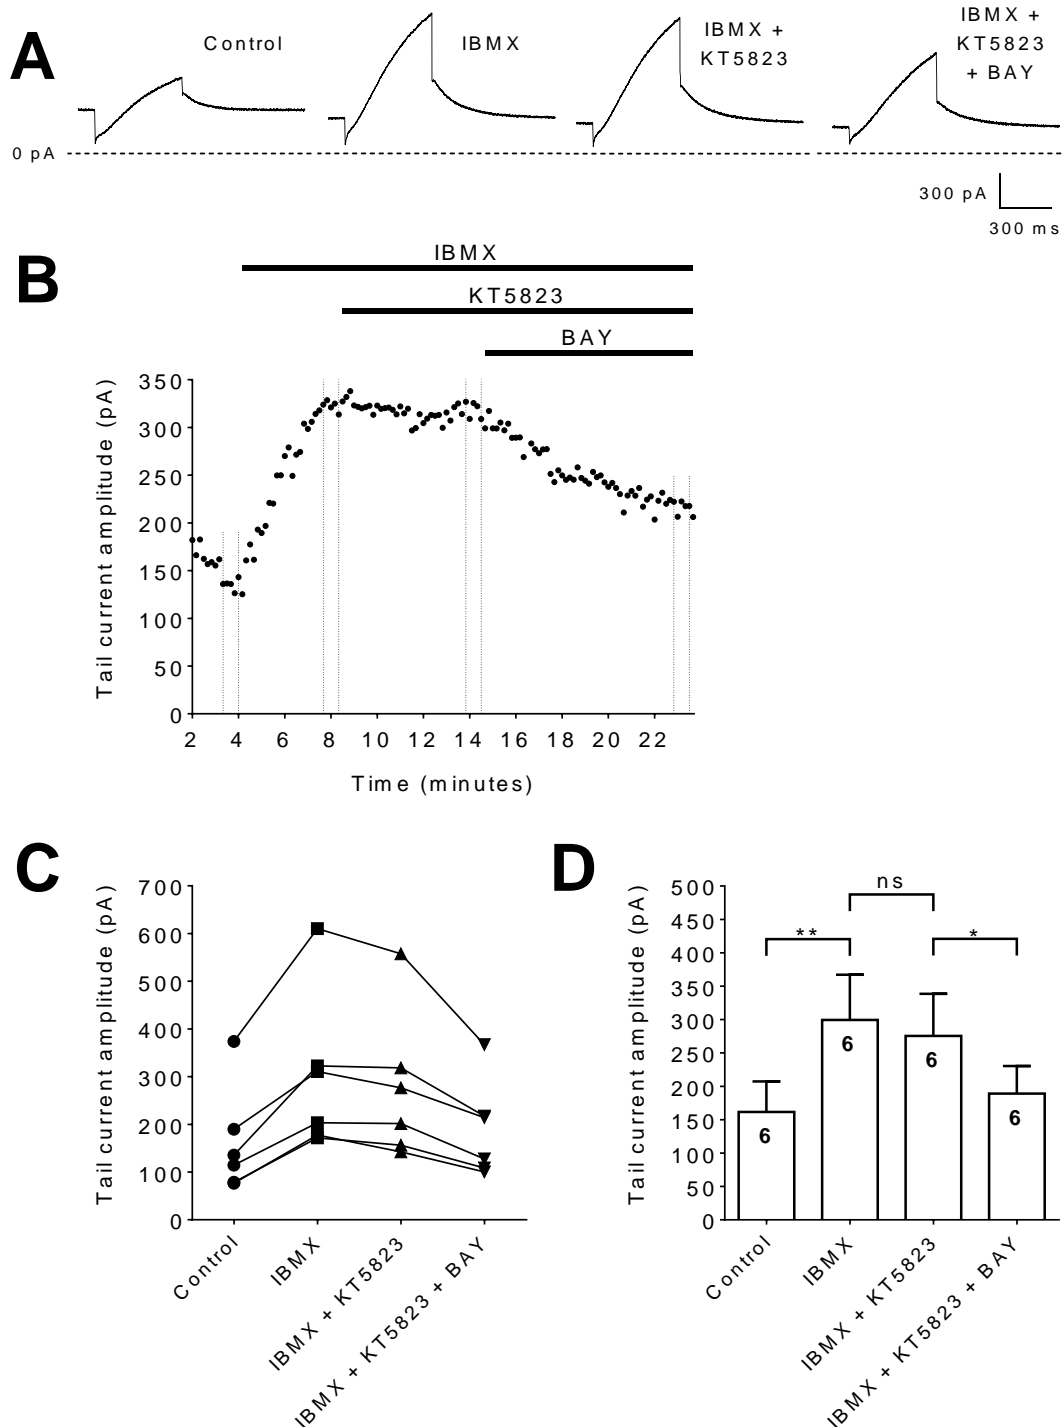 A
Control
IBMX
IBMX +
KT5823
IBMX +
KT5823
+ BAY
0 pA
300 pA
300 ms
B
IBMX
KT5823
BAY
Tail current amplitude (pA)
350
300
250
200
150
100
50
0
2 4 6 8 10 12 14 16 18 20 22
Time (minutes)
C
Tail current amplitude (pA)
700
600
500
400
300
200
100
0
Control
IBMX
IBMX + KT5823
IBMX + KT5823 + BAY
D
Tail current amplitude (pA)
500
450
400
350
300
250
200
150
100
50
0
ns
**
*
6
6
6
6
Control
IBMX
IBMX + KT5823
IBMX + KT5823 + BAY